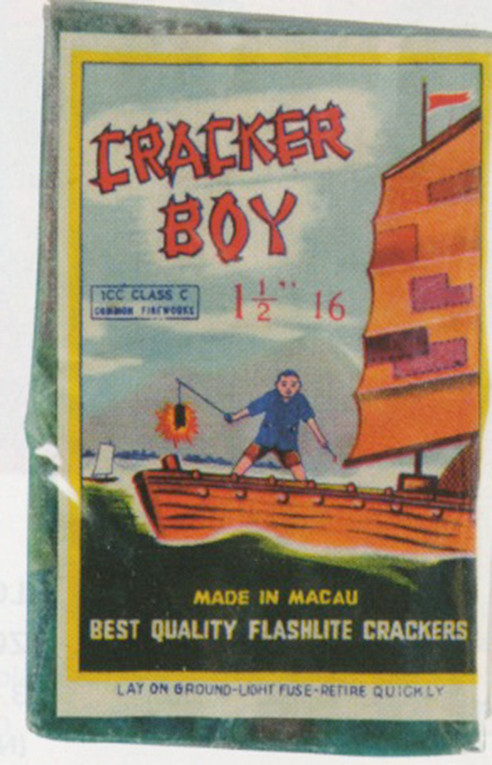 CRACKER
BOY
ICC CLASS C
COMMON FIREWORKS
1 1/2" 16
MADE IN MACAU
BEST QUALITY FLASHLITE CRACKERS
LAY ON GROUND-LIGHT FUSE-RETIRE QUICKLY